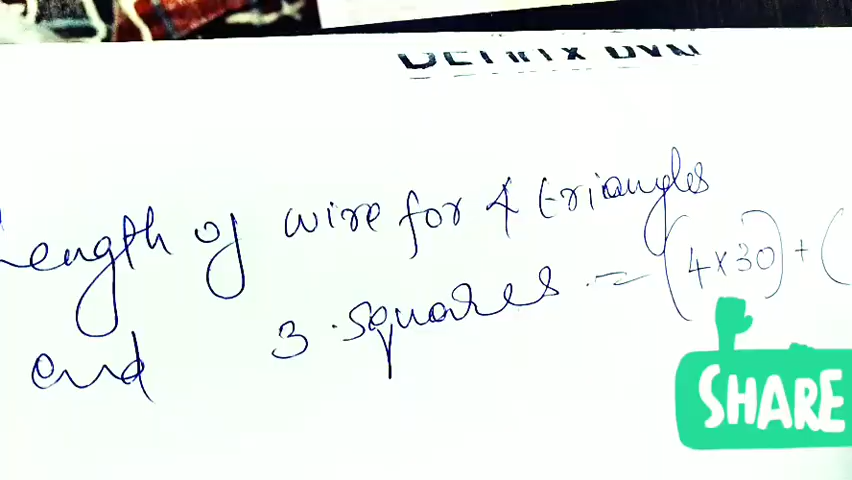 Length of wire for 4 triangles
and 3 squares = (4 x 30) + (
SHARE